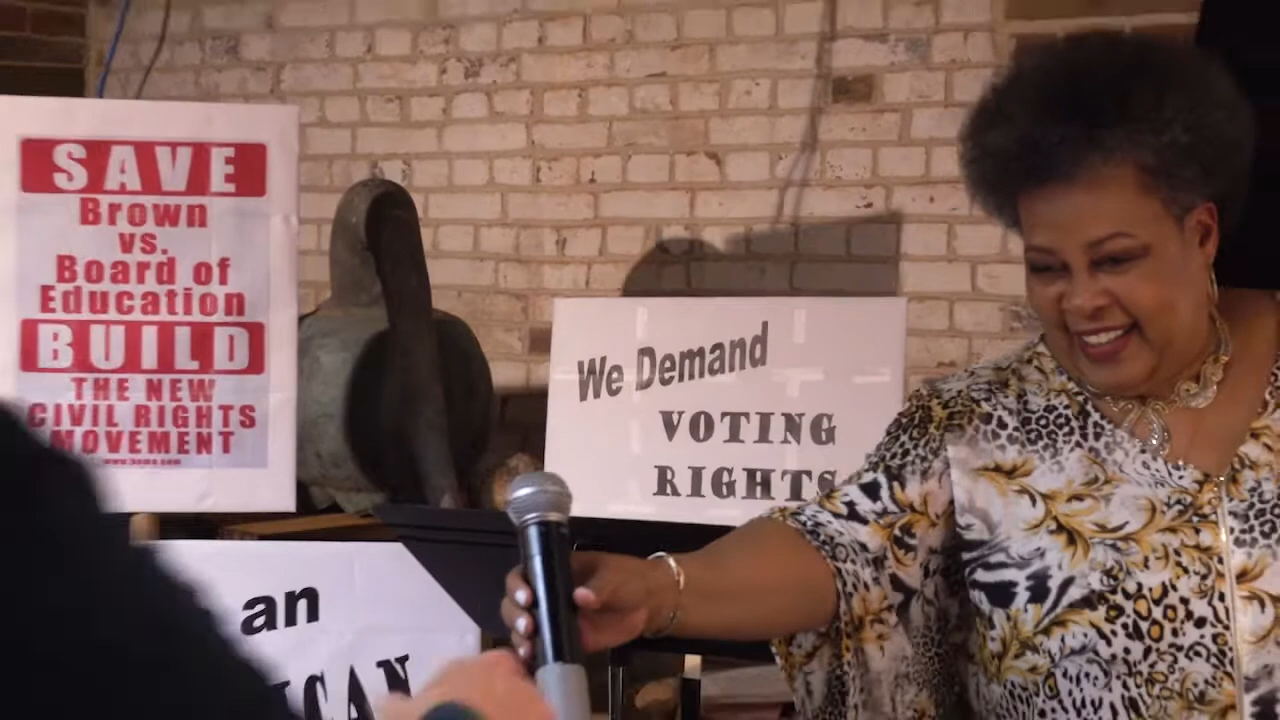 SAVE
Brown
vs.
Board of
Education
BUILD
THE NEW
CIVIL RIGHTS
MOVEMENT
We Demand
VOTING
RIGHTS
an